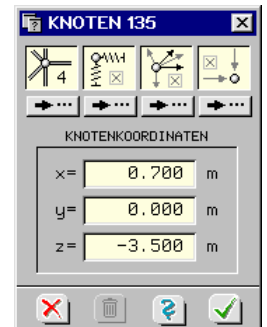 KNOTEN 135
4
KNOTENKOORDINATEN
x= 0.700 m
y= 0.000 m
z= -3.500 m